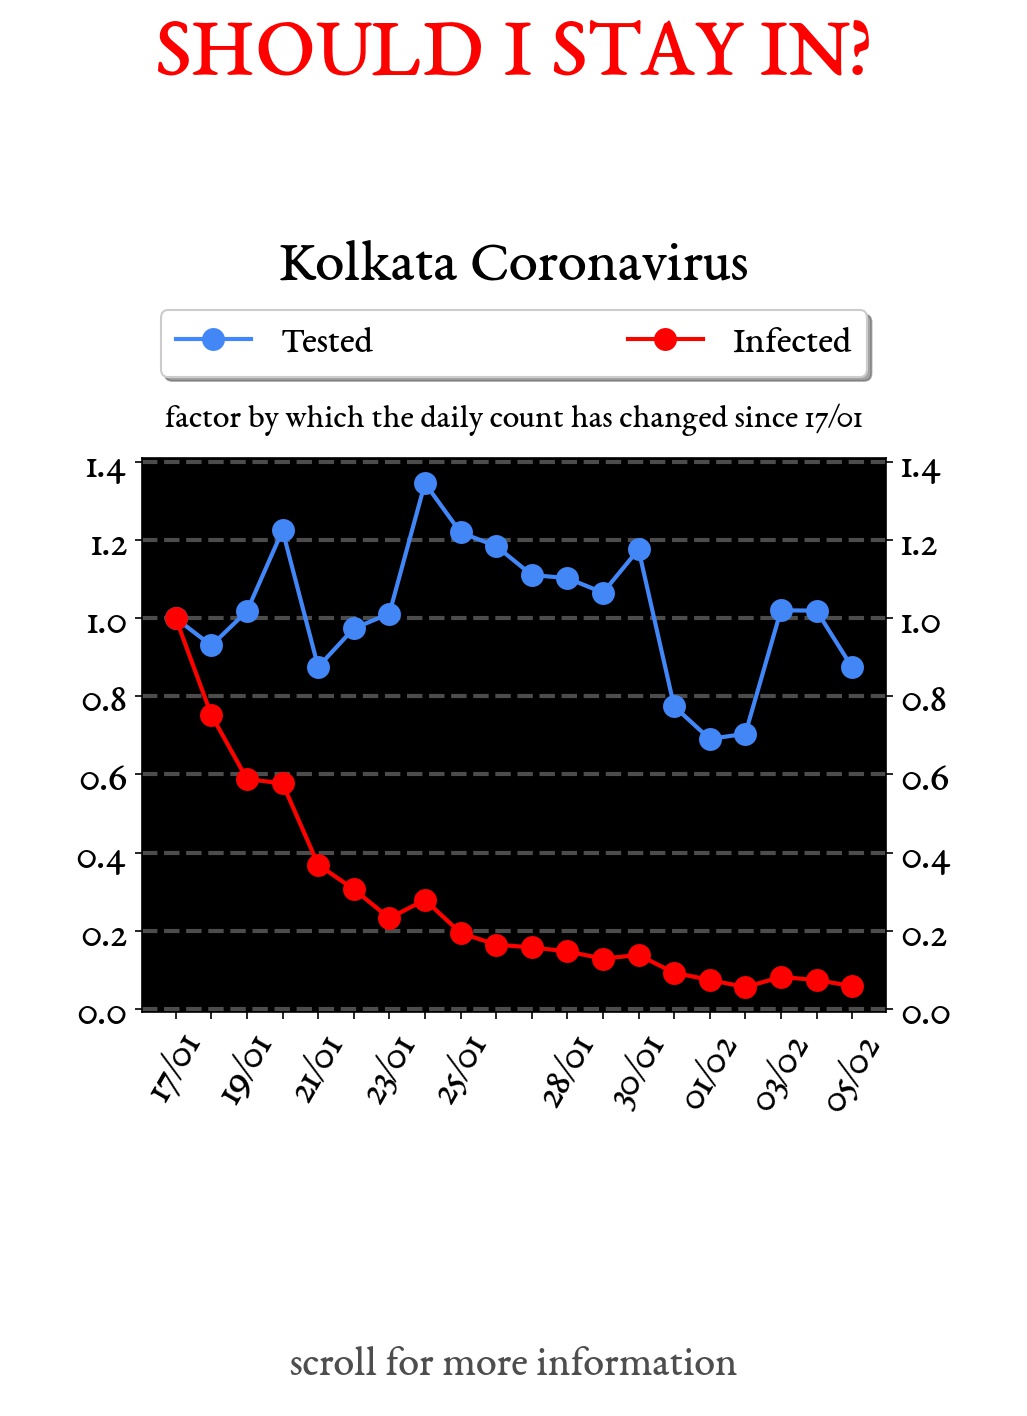 SHOULD I STAY IN?
Kolkata Coronavirus
Tested Infected
factor by which the daily count has changed since 17/01
1.4 1.4
1.2 1.2
1.0 1.0
0.8 0.8
0.6 0.6
0.4 0.4
0.2 0.2
0.0 0.0
17/01 19/01 21/01 23/01 25/01 28/01 30/01 01/02 03/02 05/02
scroll for more information